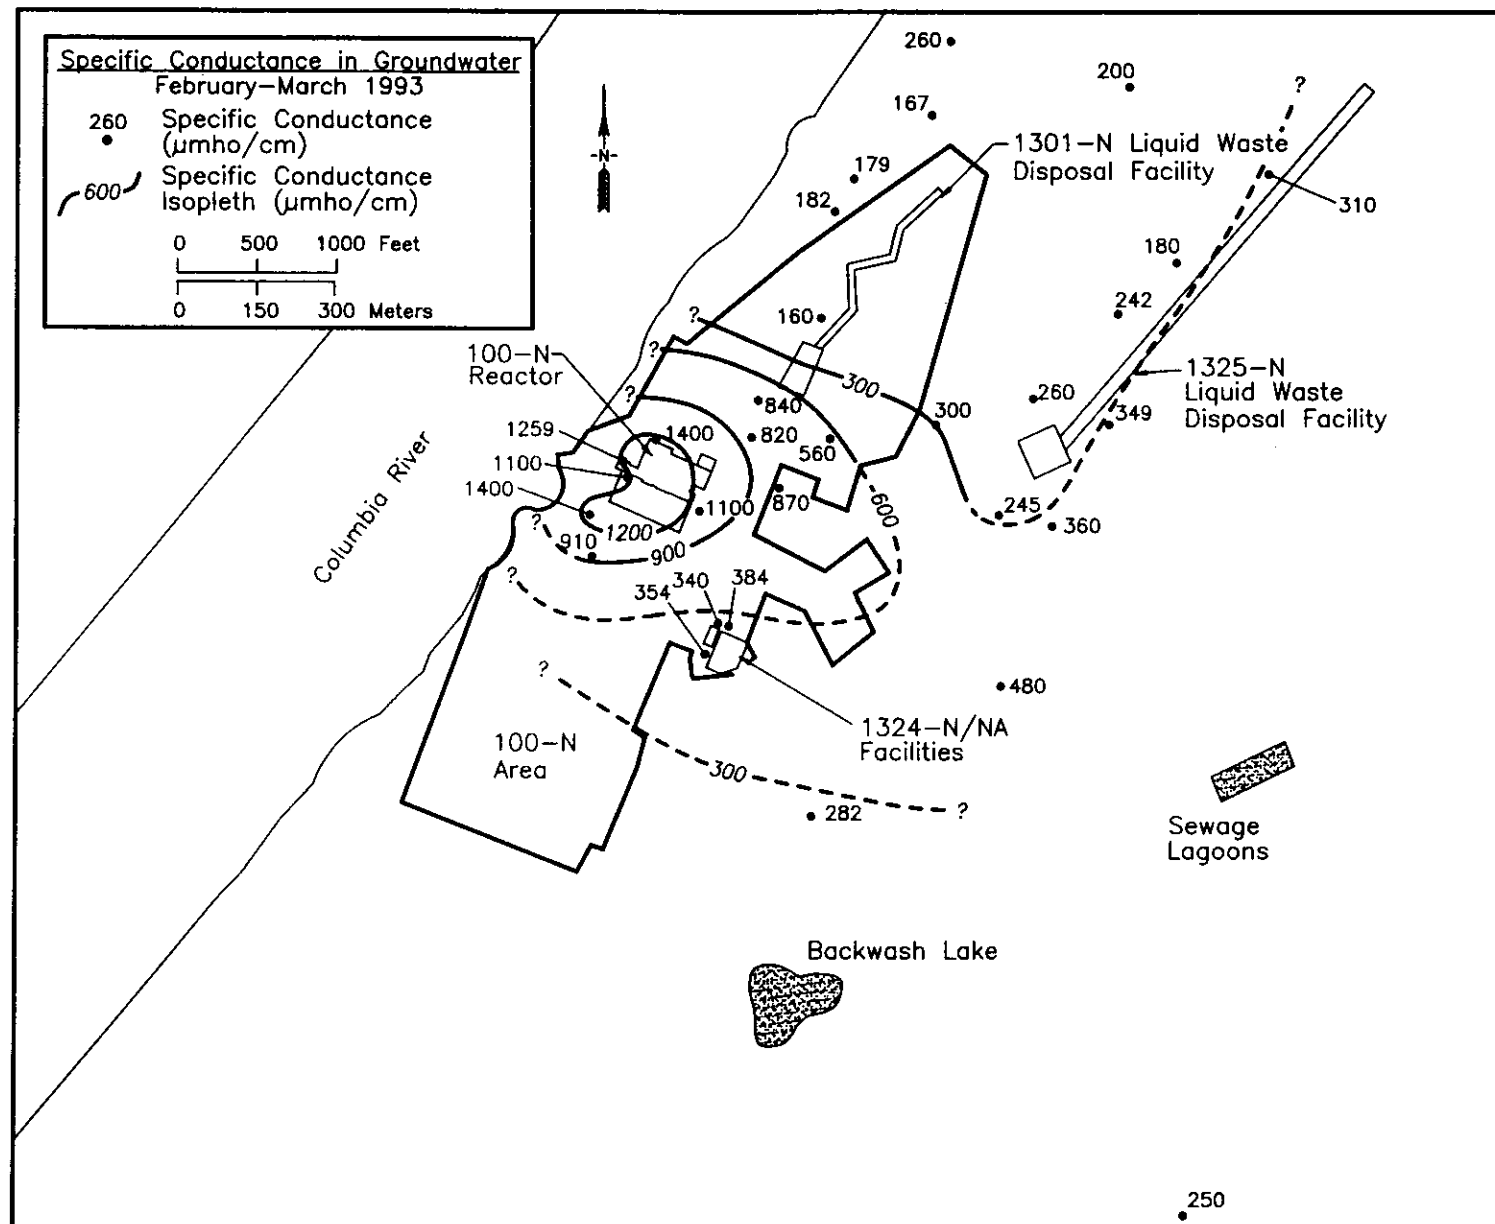 Specific Conductance in Groundwater
February-March 1993
260
Specific Conductance
(µmho/cm)
600
Specific Conductance
Isopleth (µmho/cm)
0 500 1000 Feet
0 150 300 Meters
-N-
260
200
?
167
1301-N Liquid Waste
Disposal Facility
179
182
310
180
242
?
160
100-N
Reactor
?
300
1325-N
Liquid Waste
Disposal Facility
?
840
300
260
349
1259
1400
820
560
1100
1400
1100
870
600
245
360
?
1200
910
900
Columbia River
?
354
340
384
?
480
100-N
Area
1324-N/NA
Facilities
300
?
282
Sewage
Lagoons
Backwash Lake
250